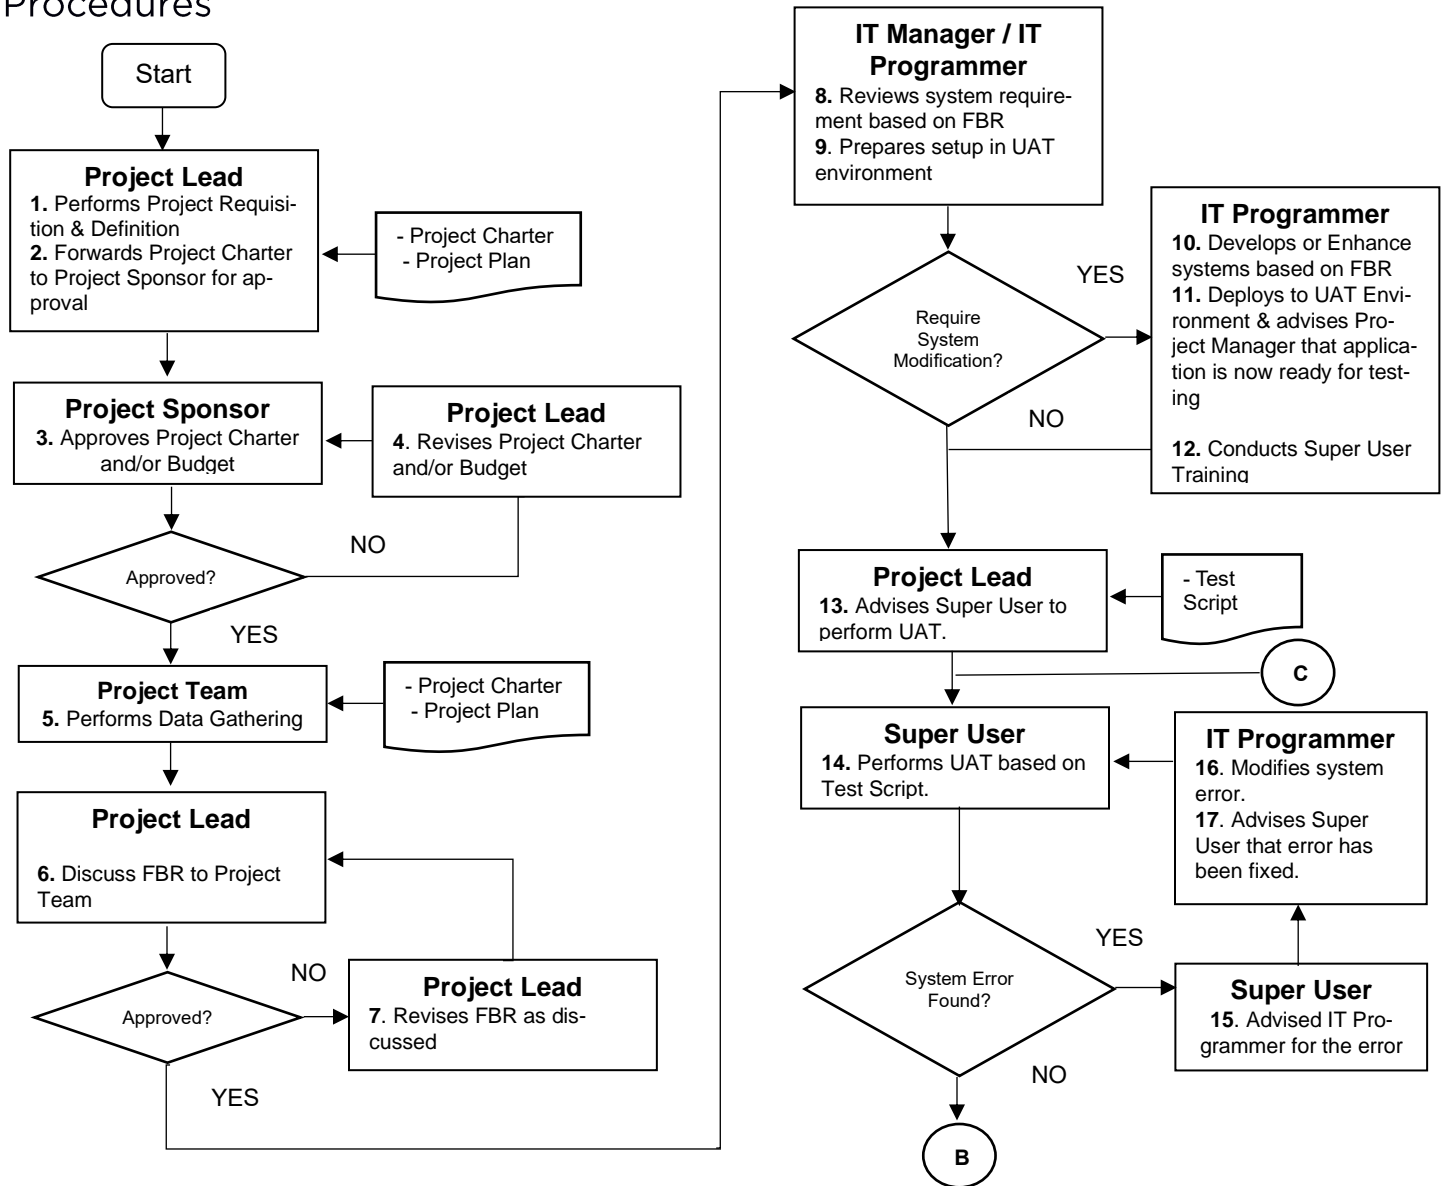 Procedures
Start
Project Lead
1. Performs Project Requisi-
tion & Definition
2. Forwards Project Charter
to Project Sponsor for ap-
proval
- Project Charter
- Project Plan
Project Sponsor
3. Approves Project Charter
and/or Budget
Project Lead
4. Revises Project Charter
and/or Budget
NO
Approved?
YES
Project Team
5. Performs Data Gathering
- Project Charter
- Project Plan
Project Lead
6. Discuss FBR to Project
Team
NO
Approved?
Project Lead
7. Revises FBR as dis-
cussed
YES
IT Manager / IT
Programmer
8. Reviews system require-
ment based on FBR
9. Prepares setup in UAT
environment
YES
Require
System
Modification?
NO
IT Programmer
10. Develops or Enhance
systems based on FBR
11. Deploys to UAT Envi-
ronment & advises Pro-
ject Manager that applica-
tion is now ready for test-
ing
12. Conducts Super User
Training
Project Lead
13. Advises Super User to
perform UAT.
- Test
Script
C
Super User
14. Performs UAT based on
Test Script.
IT Programmer
16. Modifies system
error.
17. Advises Super
User that error has
been fixed.
YES
System Error
Found?
Super User
15. Advised IT Pro-
grammer for the error
NO
B